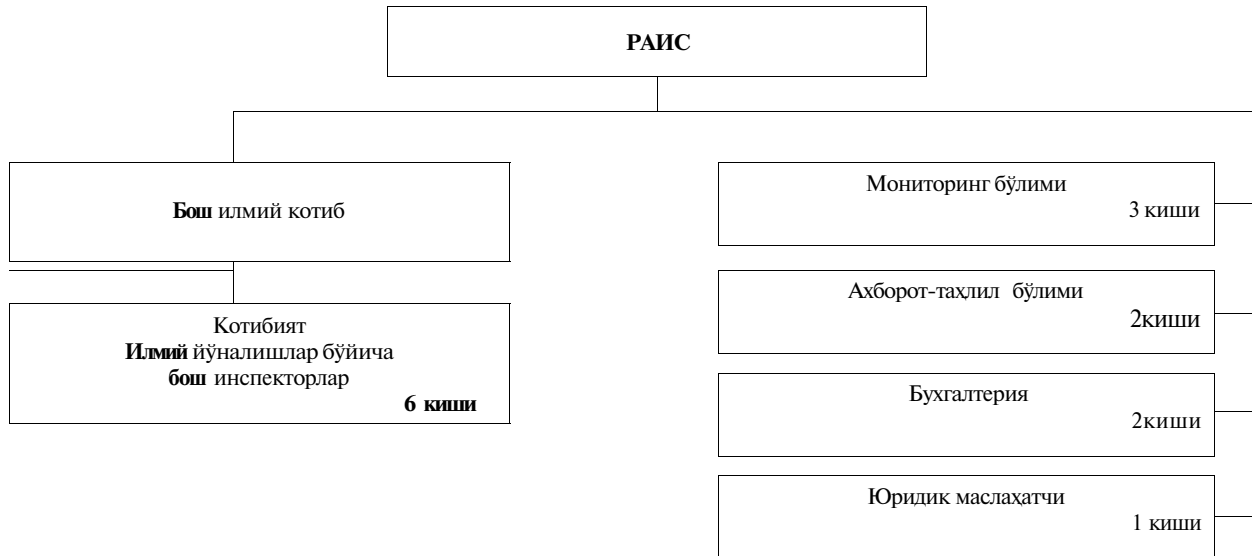 РАИС
Бош илмий котиб
Котибият
Илмий йўналишлар бўйича
бош инспекторлар
6 киши
Мониторинг бўлими
3 киши
Ахборот-таҳлил бўлими
2киши
Бухгалтерия
2киши
Юридик маслаҳатчи
1 киши